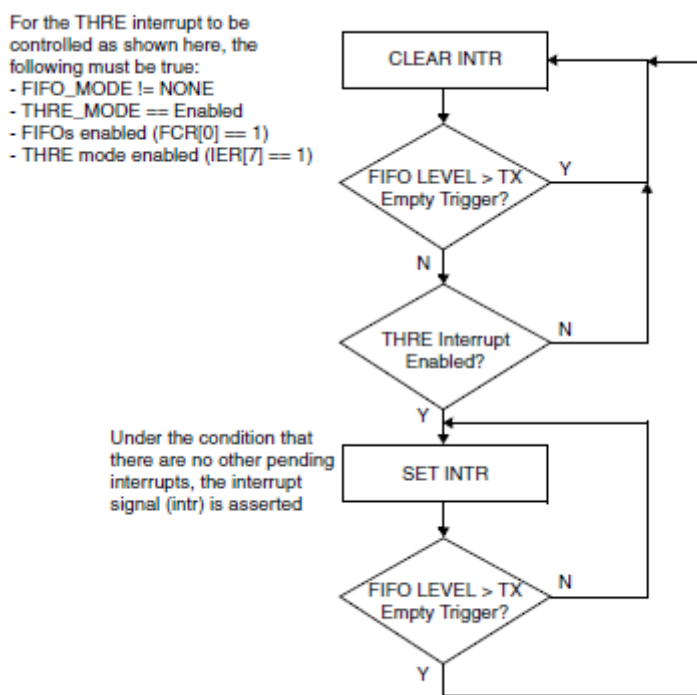 For the THRE interrupt to be
controlled as shown here, the
following must be true:
- FIFO_MODE != NONE
- THRE_MODE == Enabled
- FIFOs enabled (FCR[0] == 1)
- THRE mode enabled (IER[7] == 1)
CLEAR INTR
FIFO LEVEL > TX
Empty Trigger?
Y
N
THRE Interrupt
Enabled?
N
Y
Under the condition that
there are no other pending
interrupts, the interrupt
signal (intr) is asserted
SET INTR
FIFO LEVEL > TX
Empty Trigger?
N
Y